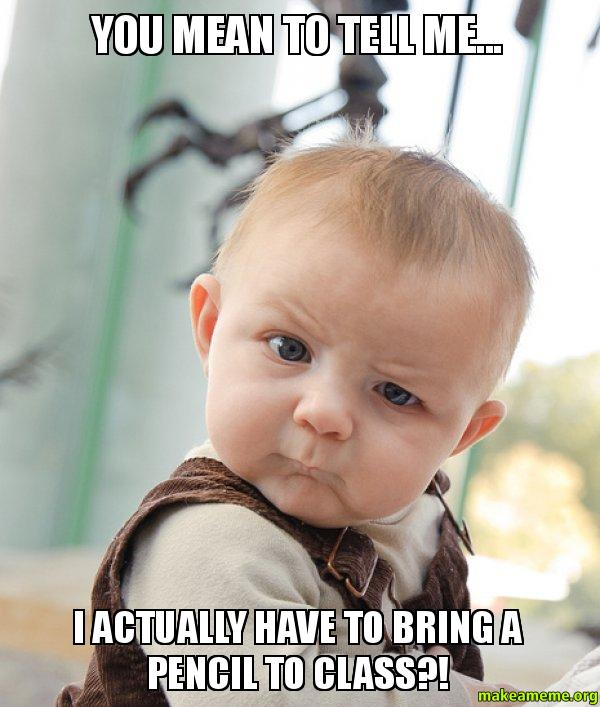 YOU MEAN TO TELL ME...
I ACTUALLY HAVE TO BRING A
PENCIL TO CLASS?!
makeameme.org